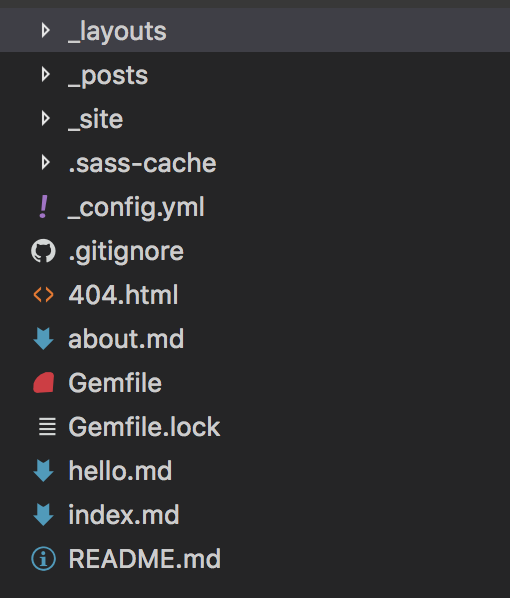 _layouts
_posts
_site
.sass-cache
_config.yml
.gitignore
404.html
about.md
Gemfile
Gemfile.lock
hello.md
index.md
README.md